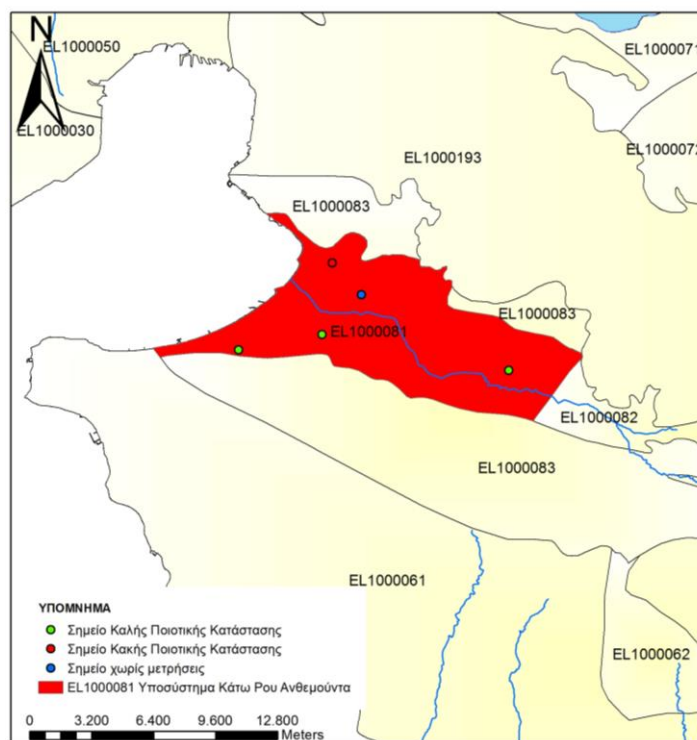 N
EL1000050
EL1000071
EL1000030
EL1000193
EL1000072
EL1000083
EL1000083
EL1000081
EL1000082
EL1000083
EL1000061
EL1000062
ΥΠΟΜΝΗΜΑ
Σημείο Καλής Ποιοτικής Κατάστασης
Σημείο Κακής Ποιοτικής Κατάστασης
Σημείο χωρίς μετρήσεις
EL1000081 Υποσύστημα Κάτω Ρου Ανθεμούντα
0 3.200 6.400 9.600 12.800
Meters